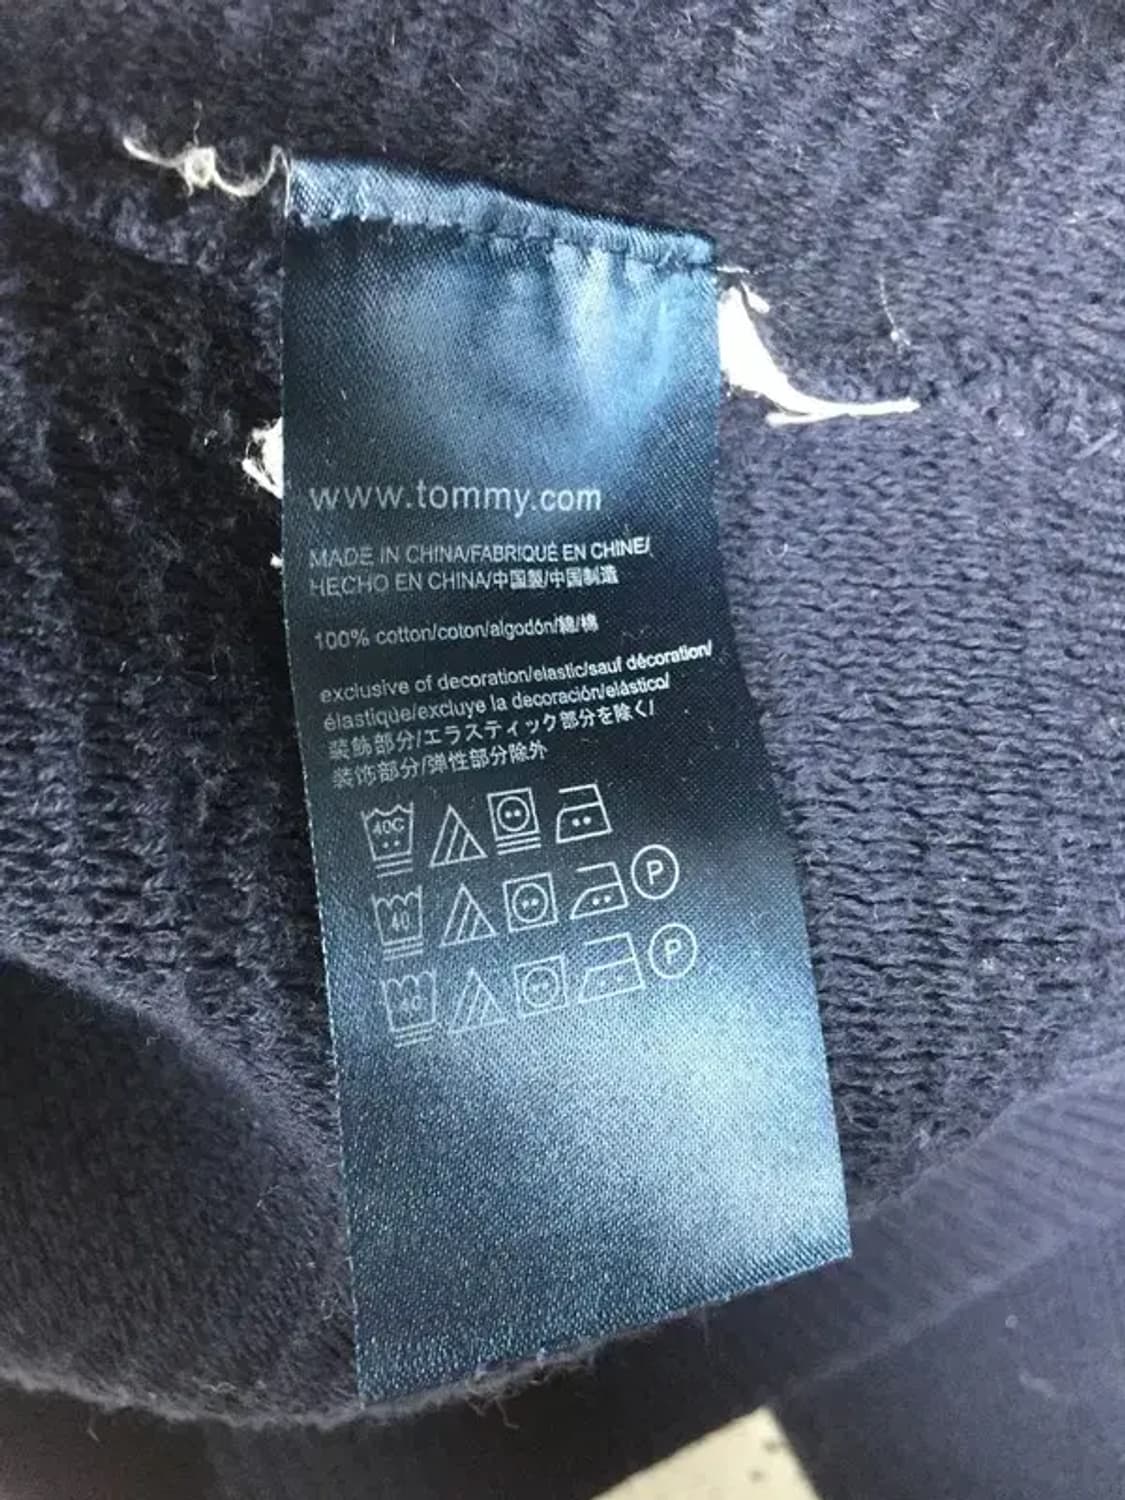 www.tommy.com
MADE IN CHINA/FABRIQUÉ EN CHINE/
HECHO EN CHINA/中国製/中国制造
100% cotton/coton/algodón/綿/棉
exclusive of decoration/elastic/sauf décoration/
élastique/excluye la decoración/elástico/
装飾部分/エラスティック部分を除く/
装饰部分/弹性部分除外
40C
40 P
40 P